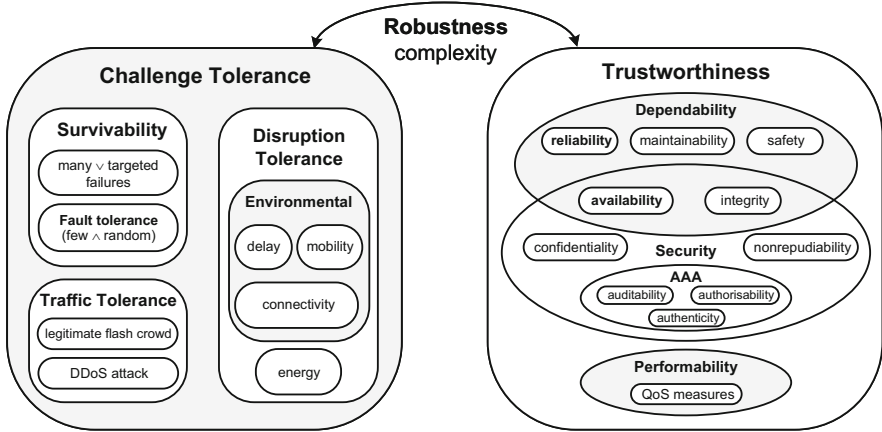 Robustness
complexity
Challenge Tolerance
Survivability
many ∨ targeted
failures
Fault tolerance
(few ∧ random)
Traffic Tolerance
legitimate flash crowd
DDoS attack
Disruption
Tolerance
Environmental
delay
mobility
connectivity
energy
Trustworthiness
Dependability
reliability
maintainability
safety
availability
integrity
confidentiality
Security
nonrepudiability
AAA
auditability
authorisability
authenticity
Performability
QoS measures